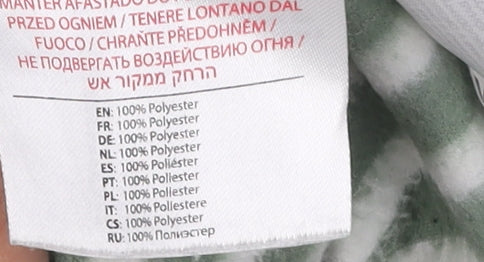 MANTER AFASTADO DO
PRZED OGNIEM / TENERE LONTANO DAL
FUOCO / CHRAŇTE PŘEDOHNĚM /
НЕ ПОДВЕРГАТЬ ВОЗДЕЙСТВИЮ ОГНЯ /
הרחק ממקור אש
EN: 100% Polyester
FR: 100% Polyester
DE: 100% Polyester
NL: 100% Polyester
ES: 100% Poliéster
PT: 100% Poliester
PL: 100% Poliester
IT: 100% Poliestere
CS: 100% Polyester
RU: 100% Полиэстер